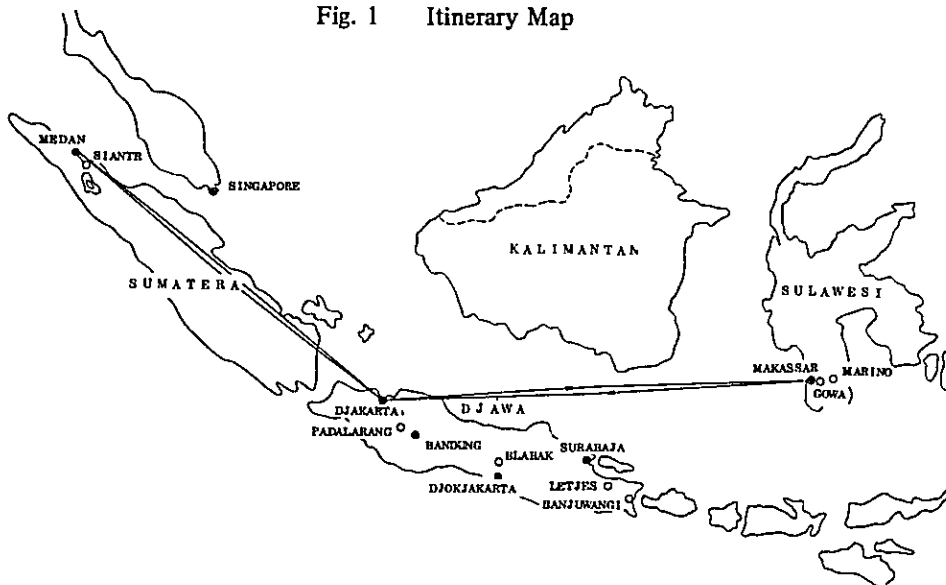 Fig. 1 Itinerary Map
MEDAN
SIANTR
SINGAPORE
KALIMANTAN
SUMATERA
SULAWESI
MAKASSAR
MARINO
GOWA
DJAKARTA
DJAWA
PADALARANG
BANDUNG
BLABAK
SURABAJA
DJOKJAKARTA
LETJES
BANJUWANGI